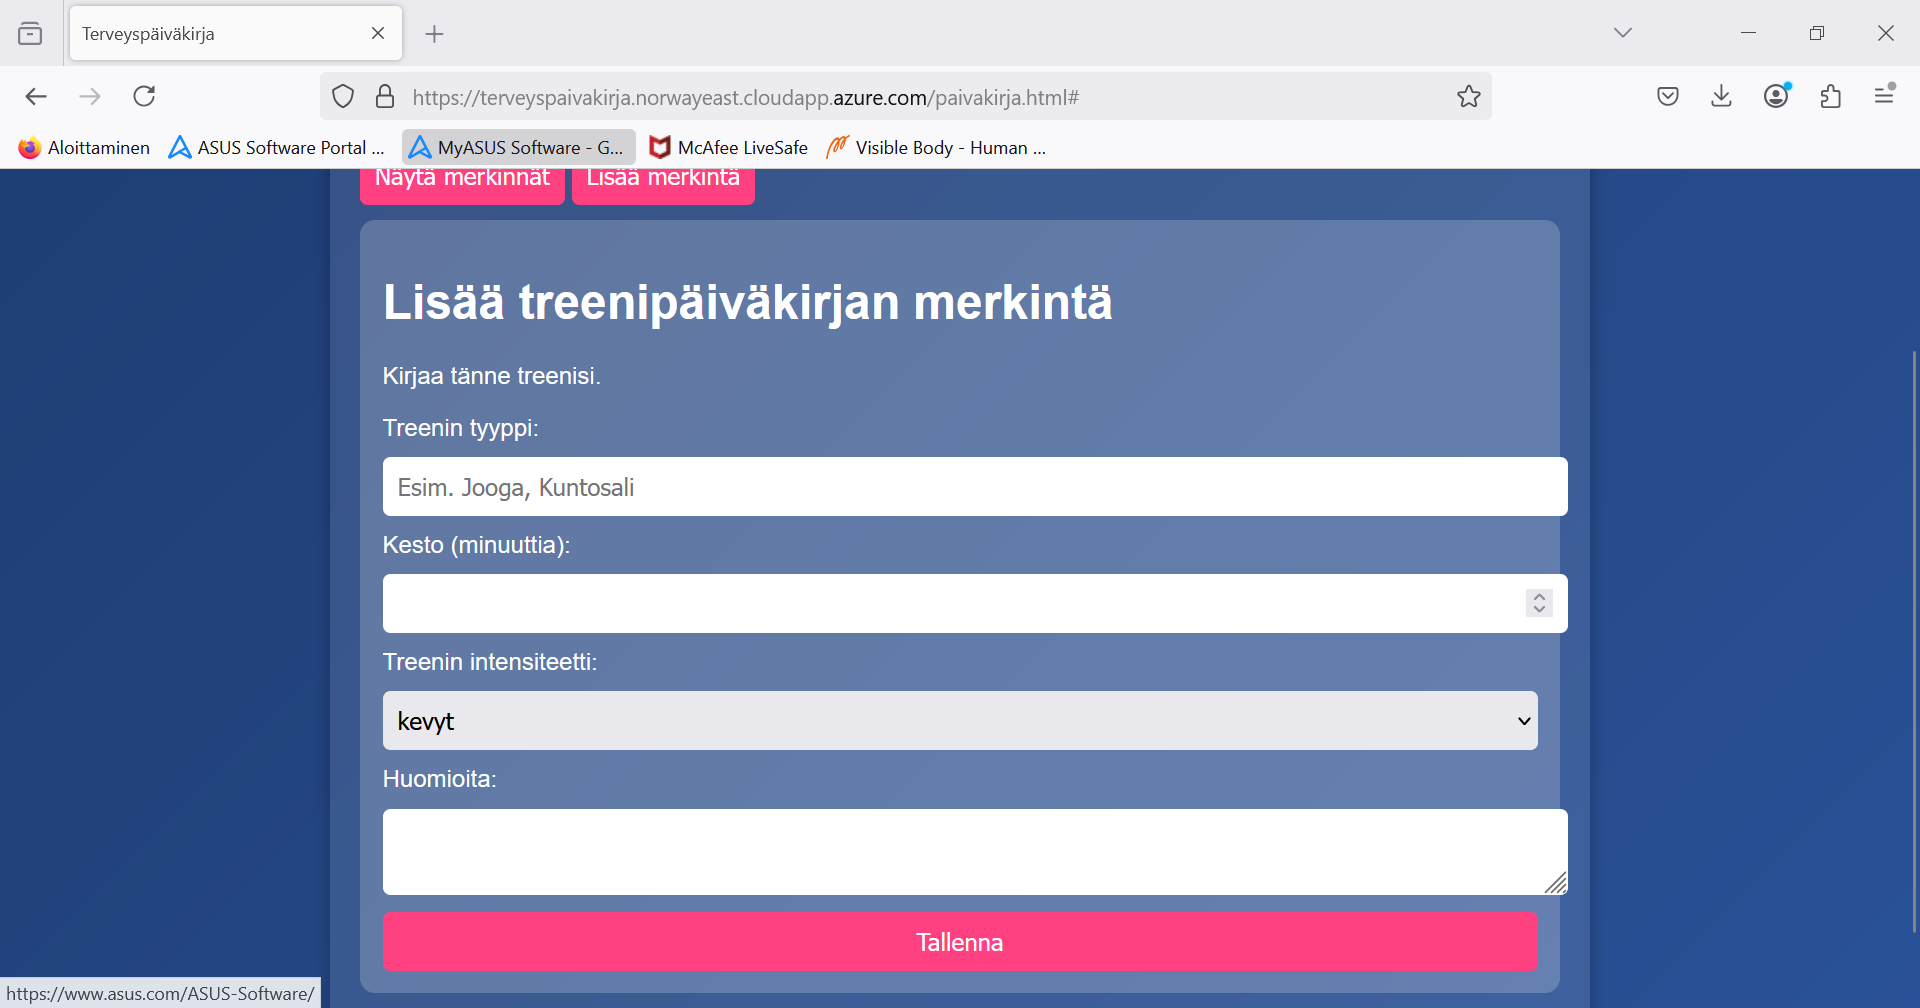 Terveyspäiväkirja
https://terveyspaivakirja.norwayeast.cloudapp.azure.com/paivakirja.html#
Aloittaminen ASUS Software Portal ... MyASUS Software - G... McAfee LiveSafe Visible Body - Human ...
Näytä merkinnät Lisää merkintä
Lisää treenipäiväkirjan merkintä
Kirjaa tänne treenisi.
Treenin tyyppi:
Esim. Jooga, Kuntosali
Kesto (minuuttia):
Treenin intensiteetti:
kevyt
Huomioita:
Tallenna
https://www.asus.com/ASUS-Software/